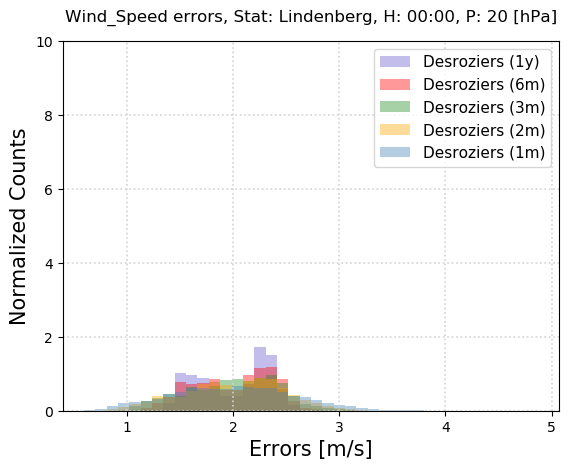 Wind_Speed errors, Stat: Lindenberg, H: 00:00, P: 20 [hPa]
10
Desroziers (1y)
Desroziers (6m)
Desroziers (3m)
Desroziers (2m)
Desroziers (1m)
8
6
4
2
0
Normalized Counts
1 2 3 4 5
Errors [m/s]